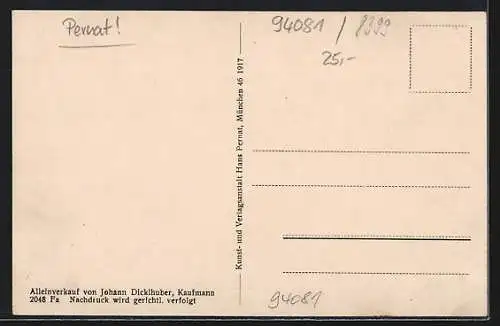 Pernat!
94081 / 8399
25,-
Kunst- und Verlagsanstalt Hans Pernat, München 46 1917
Alleinverkauf von Johann Dicklhuber, Kaufmann
2048 Fa Nachdruck wird gerichtl. verfolgt
94081